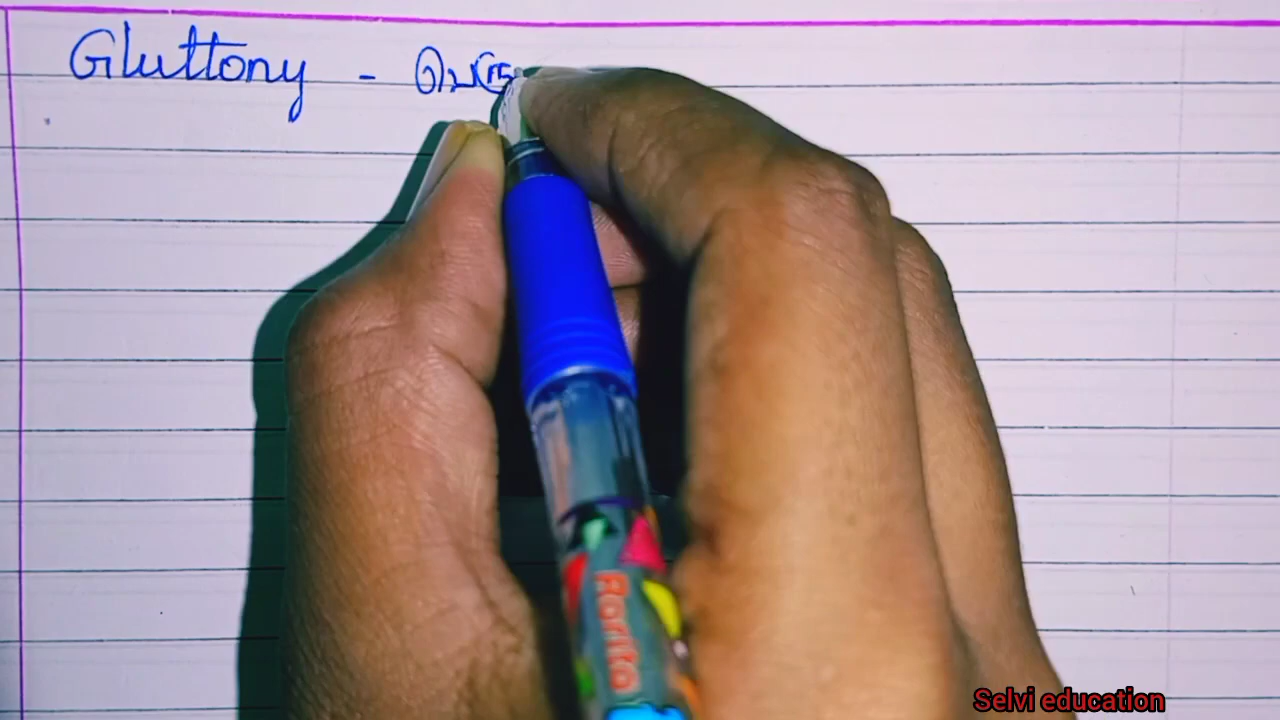 Gluttony - பெரு
Rorito
Selvi education